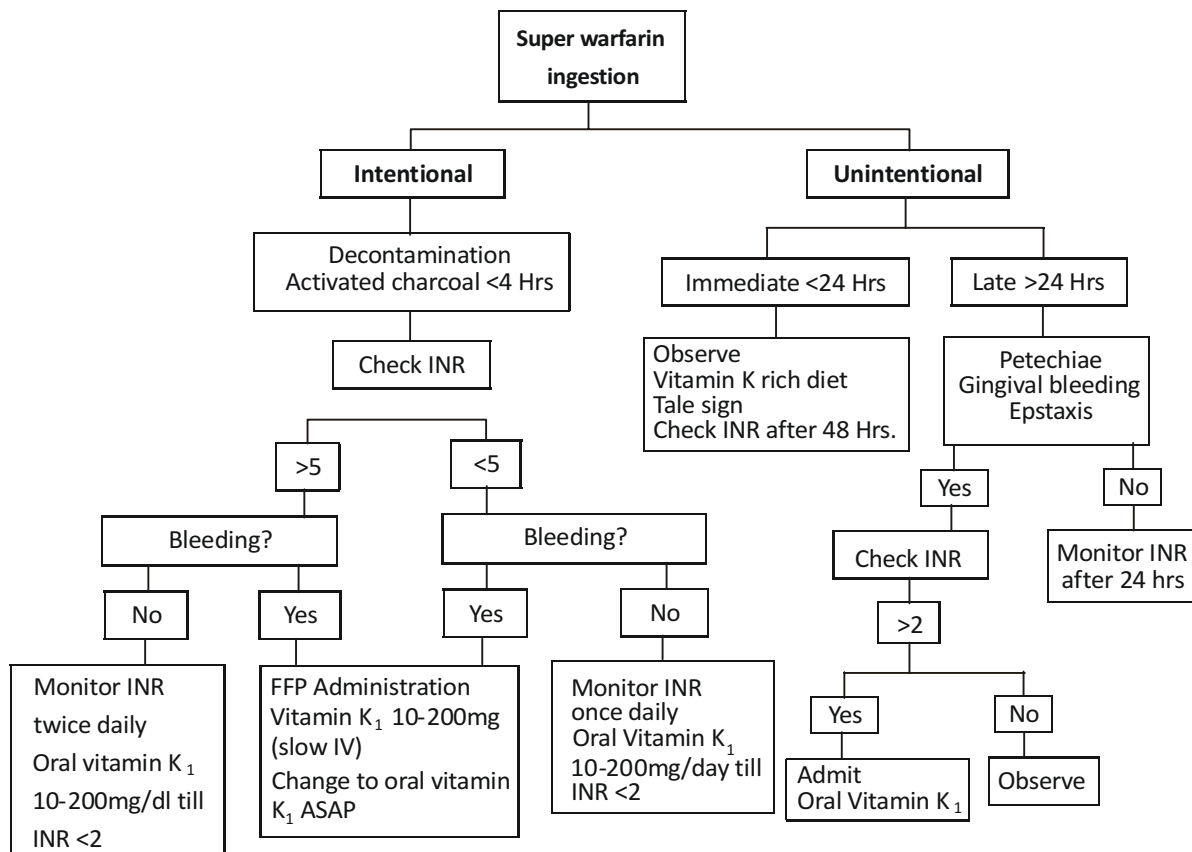 Super warfarin
ingestion
Intentional
Unintentional
Decontamination
Activated charcoal <4 Hrs
Immediate <24 Hrs
Late >24 Hrs
Check INR
Observe
Vitamin K rich diet
Tale sign
Check INR after 48 Hrs.
Petechiae
Gingival bleeding
Epstaxis
>5
<5
Yes
No
Bleeding?
Bleeding?
Check INR
Monitor INR
after 24 hrs
No
Yes
Yes
No
>2
Monitor INR
twice daily
Oral vitamin K₁
10-200mg/dl till
INR <2
FFP Administration
Vitamin K₁ 10-200mg
(slow IV)
Change to oral vitamin
K₁ ASAP
Monitor INR
once daily
Oral Vitamin K₁
10-200mg/day till
INR <2
Yes
No
Admit
Oral Vitamin K₁
Observe